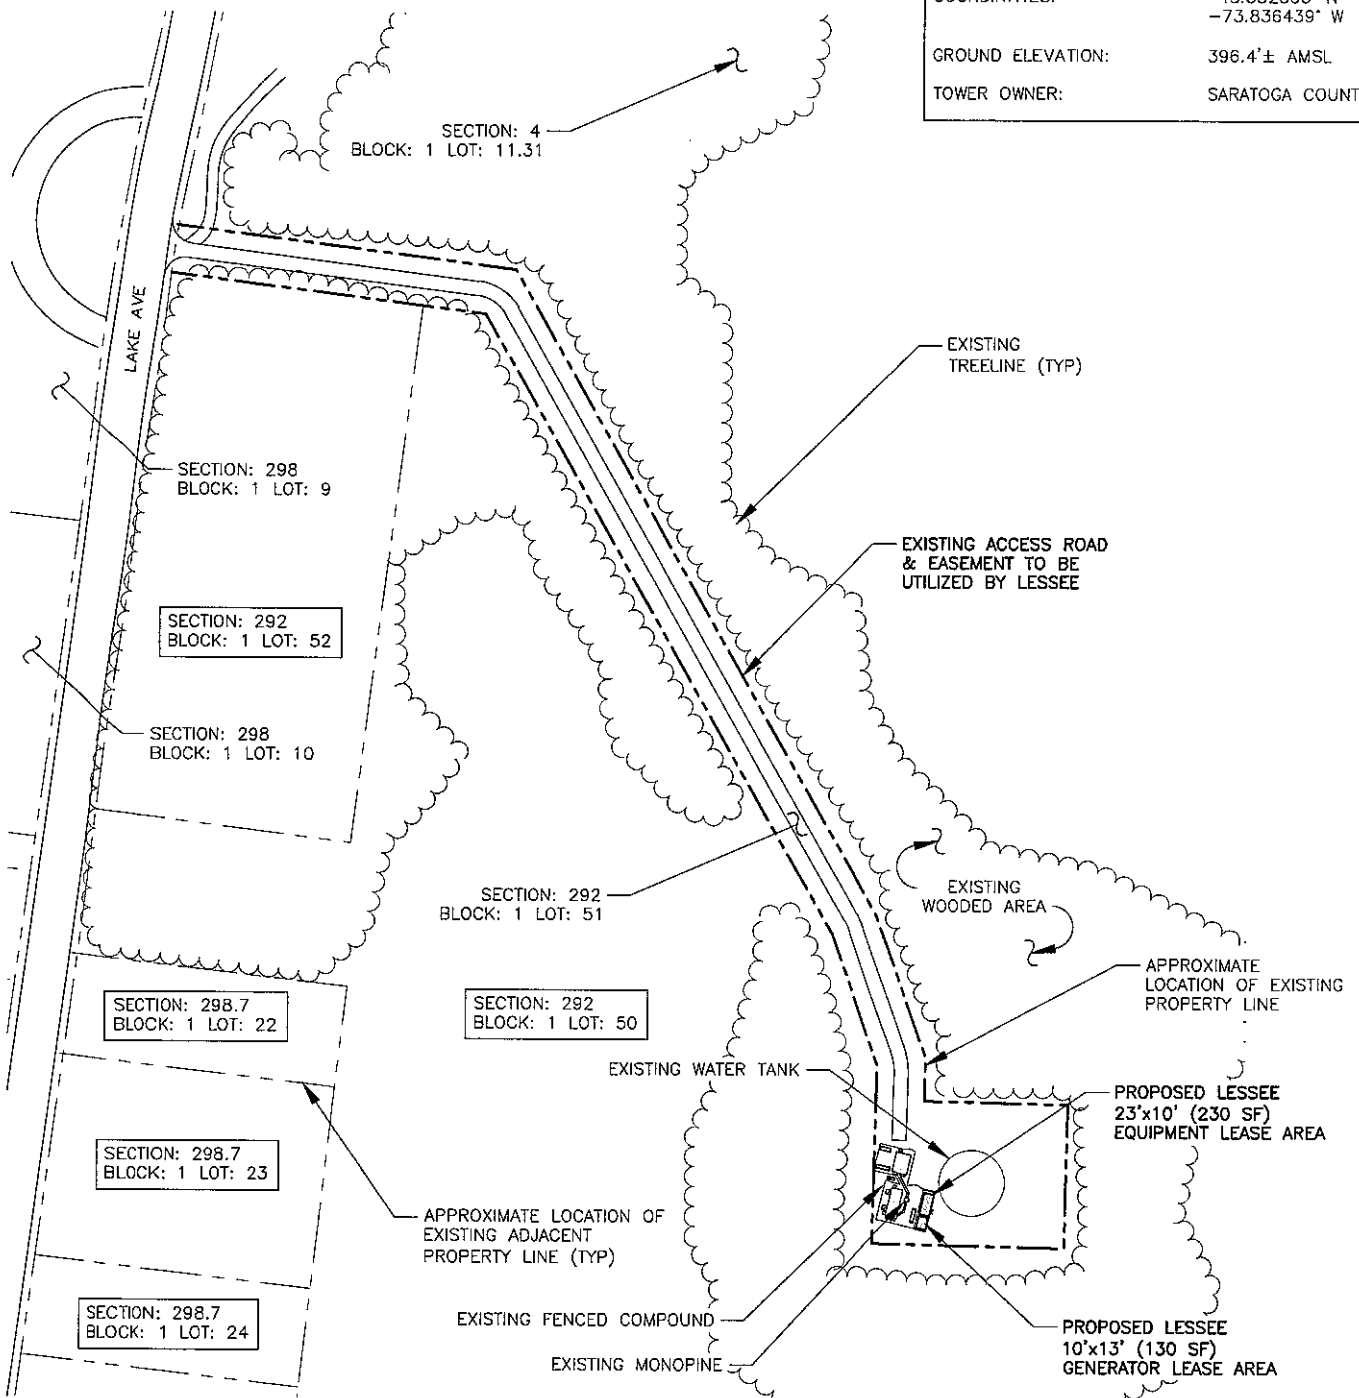 -73.836439° W
GROUND ELEVATION: 396.4'± AMSL
TOWER OWNER: SARATOGA COUNT
SECTION: 4
BLOCK: 1 LOT: 11.31
LAKE AVE
EXISTING
TREELINE (TYP)
SECTION: 298
BLOCK: 1 LOT: 9
EXISTING ACCESS ROAD
& EASEMENT TO BE
UTILIZED BY LESSEE
SECTION: 292
BLOCK: 1 LOT: 52
SECTION: 298
BLOCK: 1 LOT: 10
SECTION: 292
BLOCK: 1 LOT: 51
EXISTING
WOODED AREA
APPROXIMATE
LOCATION OF EXISTING
PROPERTY LINE
SECTION: 298.7
BLOCK: 1 LOT: 22
SECTION: 292
BLOCK: 1 LOT: 50
EXISTING WATER TANK
PROPOSED LESSEE
23'x10' (230 SF)
EQUIPMENT LEASE AREA
SECTION: 298.7
BLOCK: 1 LOT: 23
APPROXIMATE LOCATION OF
EXISTING ADJACENT
PROPERTY LINE (TYP)
SECTION: 298.7
BLOCK: 1 LOT: 24
EXISTING FENCED COMPOUND
EXISTING MONOPINE
PROPOSED LESSEE
10'x13' (130 SF)
GENERATOR LEASE AREA